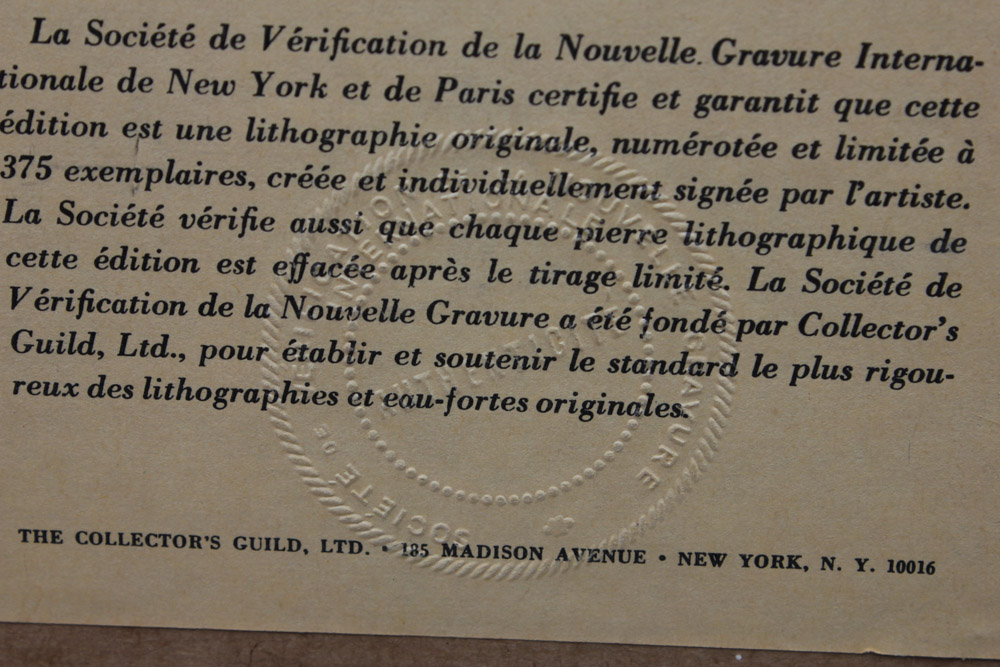 La Société de Vérification de la Nouvelle Gravure Interna-
tionale de New York et de Paris certifie et garantit que cette
édition est une lithographie originale, numérotée et limitée à
375 exemplaires, créée et individuellement signée par l'artiste.
La Société vérifie aussi que chaque pierre lithographique de
cette édition est effacée après le tirage limité. La Société de
Vérification de la Nouvelle Gravure a été fondé par Collector's
Guild, Ltd., pour établir et soutenir le standard le plus rigou-
reux des lithographies et eau-fortes originales.
SOCIÉTÉ DE GRAVURE
THE COLLECTOR'S GUILD, LTD. • 185 MADISON AVENUE • NEW YORK, N. Y. 10016